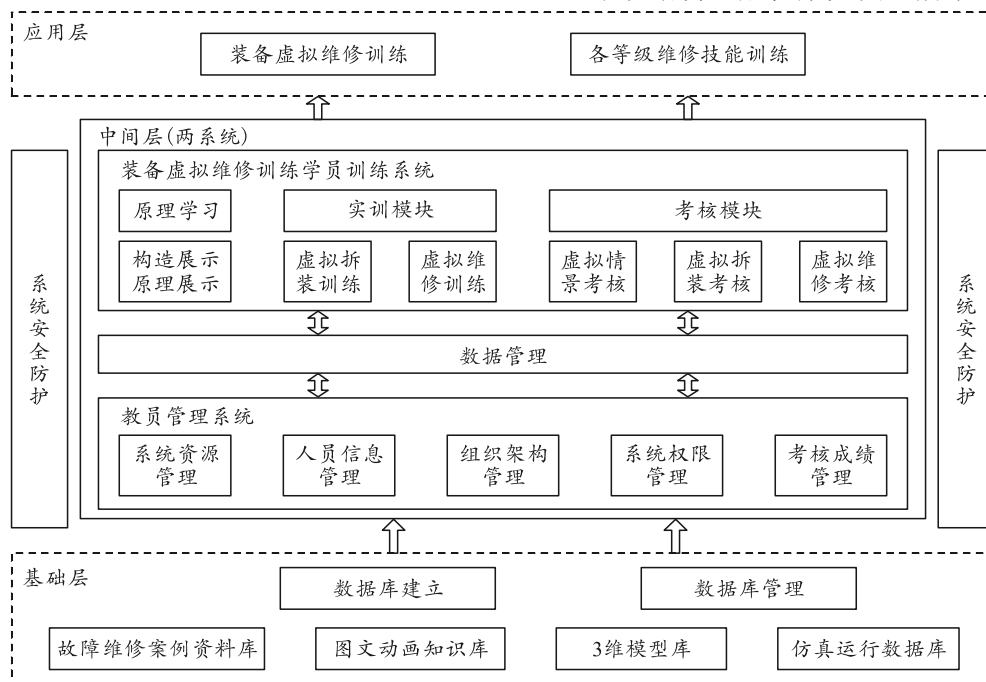 应用层
装备虚拟维修训练
各等级维修技能训练
中间层(两系统)
装备虚拟维修训练学员训练系统
原理学习
实训模块
考核模块
构造展示
原理展示
虚拟拆
装训练
虚拟维
修训练
虚拟情
景考核
虚拟拆
装考核
虚拟维
修考核
数据管理
教员管理系统
系统资源
管理
人员信息
管理
组织架构
管理
系统权限
管理
考核成绩
管理
系统安全防护
系统安全防护
基础层
数据库建立
数据库管理
故障维修案例资料库
图文动画知识库
3维模型库
仿真运行数据库